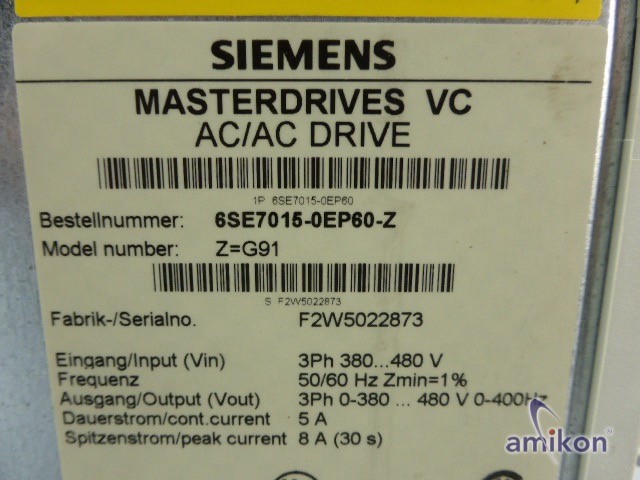 SIEMENS
MASTERDRIVES VC
AC/AC DRIVE
1P 6SE7015-0EP60
Bestellnummer: 6SE7015-0EP60-Z
Model number: Z=G91
S F2W5022873
Fabrik-/Serialno. F2W5022873
Eingang/Input (Vin) 3Ph 380...480 V
Frequenz 50/60 Hz Zmin=1%
Ausgang/Output (Vout) 3Ph 0-380 ... 480 V 0-400Hz
Dauerstrom/cont.current 5 A
Spitzenstrom/peak current 8 A (30 s)
amikon